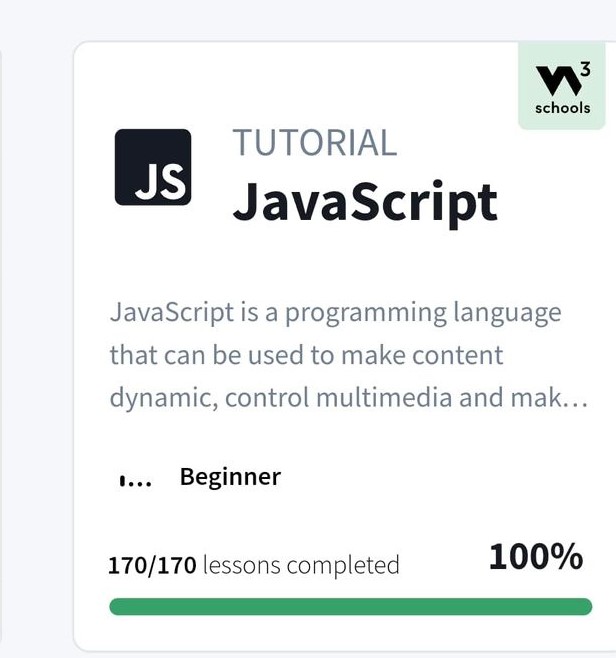 W3
schools
JS
TUTORIAL
JavaScript
JavaScript is a programming language
that can be used to make content
dynamic, control multimedia and mak…
Beginner
170/170 lessons completed
100%